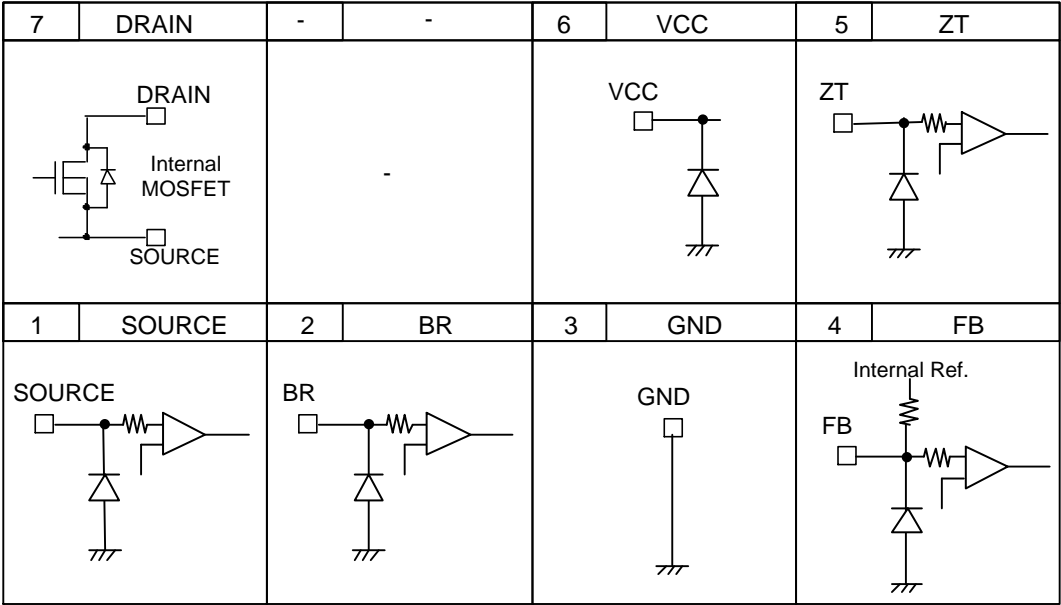 7 DRAIN - - 6 VCC 5 ZT
DRAIN
Internal
MOSFET
SOURCE
-
VCC
ZT
1 SOURCE 2 BR 3 GND 4 FB
SOURCE
BR
GND
Internal Ref.
FB